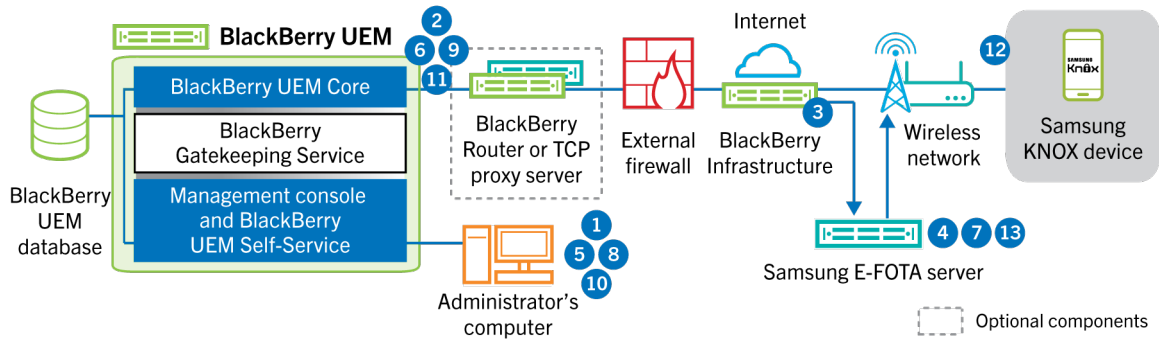 BlackBerry UEM
2
6
9
11
BlackBerry UEM Core
BlackBerry
Gatekeeping Service
Management console
and BlackBerry
UEM Self-Service
BlackBerry
UEM
database
BlackBerry
Router or TCP
proxy server
1
5
8
10
Administrator's
computer
External
firewall
Internet
3
BlackBerry
Infrastructure
Wireless
network
12
SAMSUNG
Knox
Samsung
KNOX device
4
7
13
Samsung E-FOTA server
Optional components